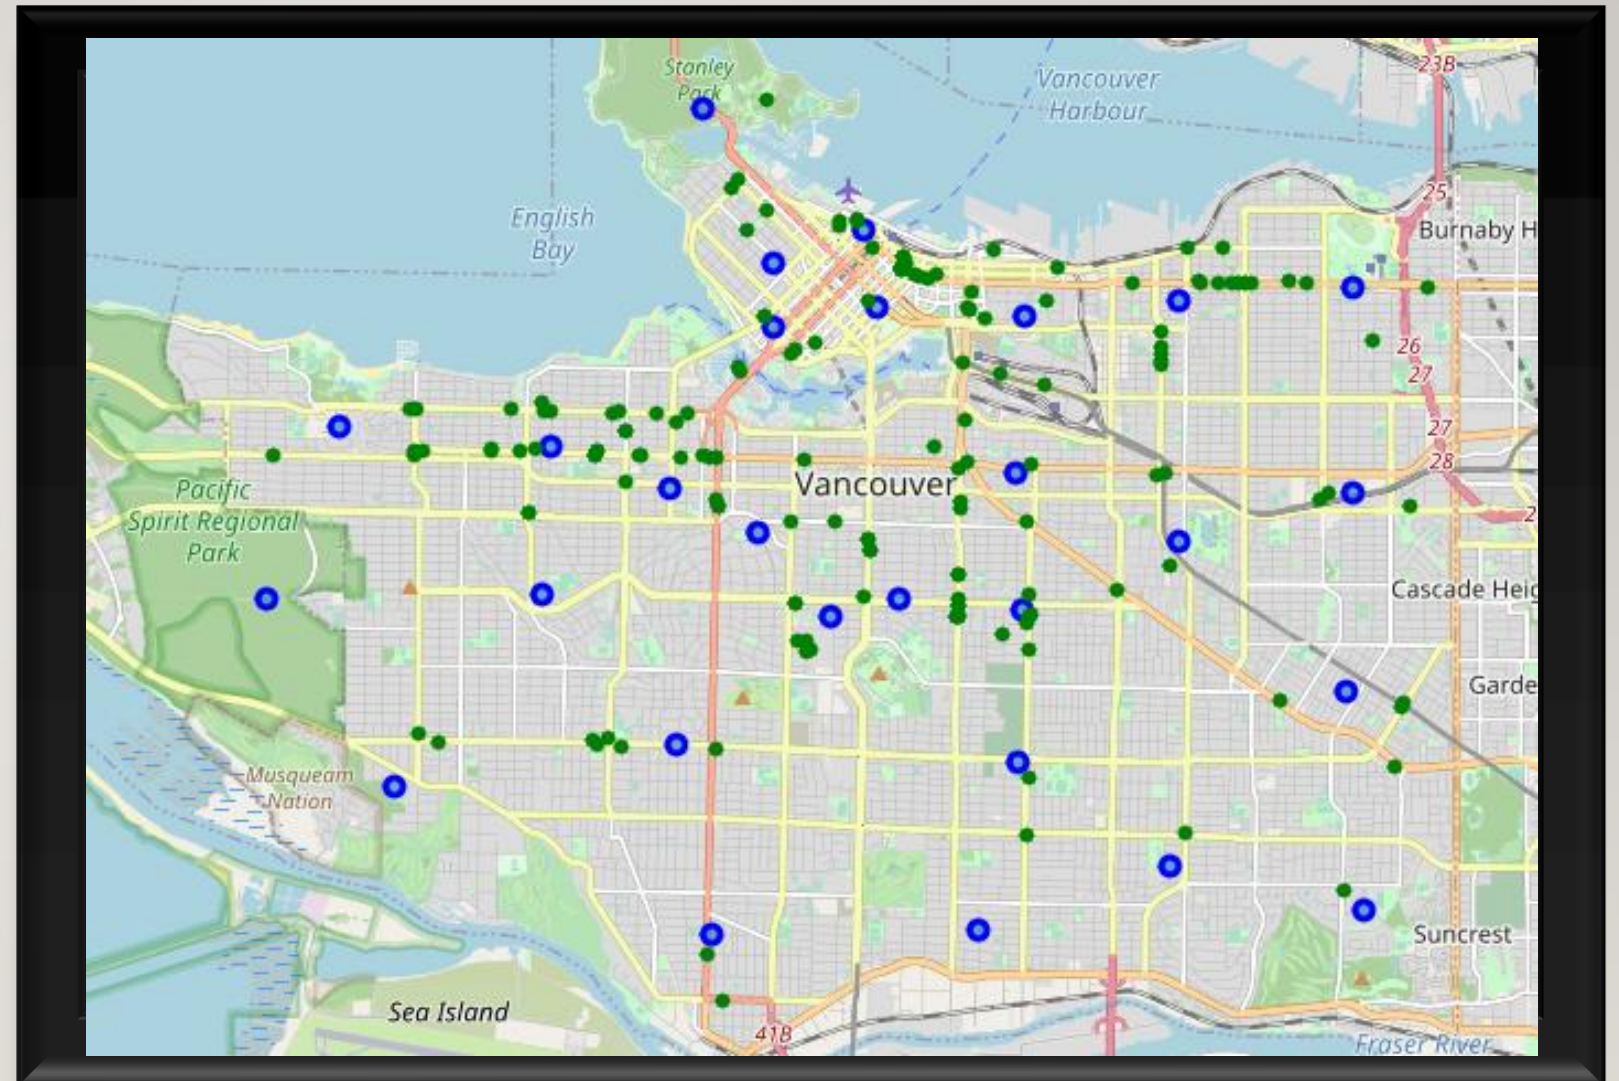 Stanley
Park
23B
Vancouver
Harbour
25
English
Bay
Burnaby H
26
27
27
28
Vancouver
Pacific
Spirit Regional
Park
2
Cascade Heig
Garde
Musqueam
Nation
Suncrest
Sea Island
41B
Fraser River